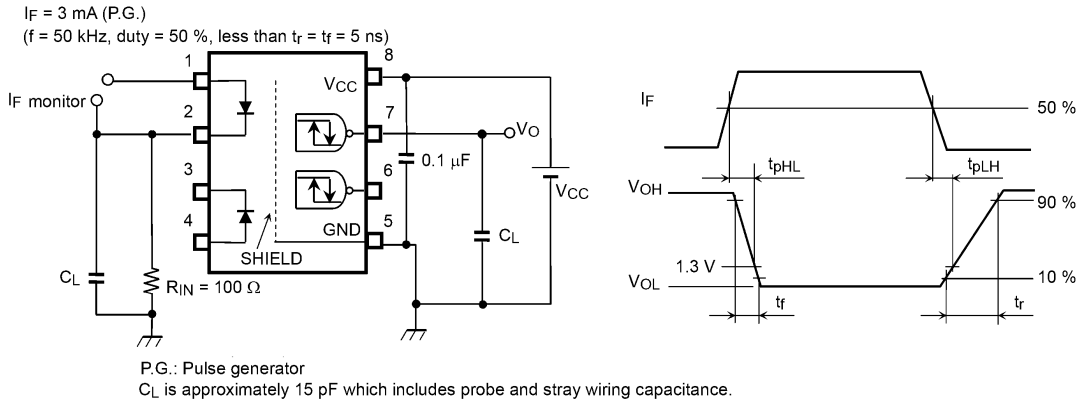 IF = 3 mA (P.G.)
(f = 50 kHz, duty = 50 %, less than tr = tf = 5 ns)
1
8
VCC
IF monitor
2
7
VO
0.1 μF
3
6
VCC
4
GND
5
SHIELD
CL
CL
RIN = 100 Ω
IF
50 %
tpHL
tpLH
VOH
90 %
1.3 V
VOL
10 %
tf
tr
P.G.: Pulse generator
CL is approximately 15 pF which includes probe and stray wiring capacitance.